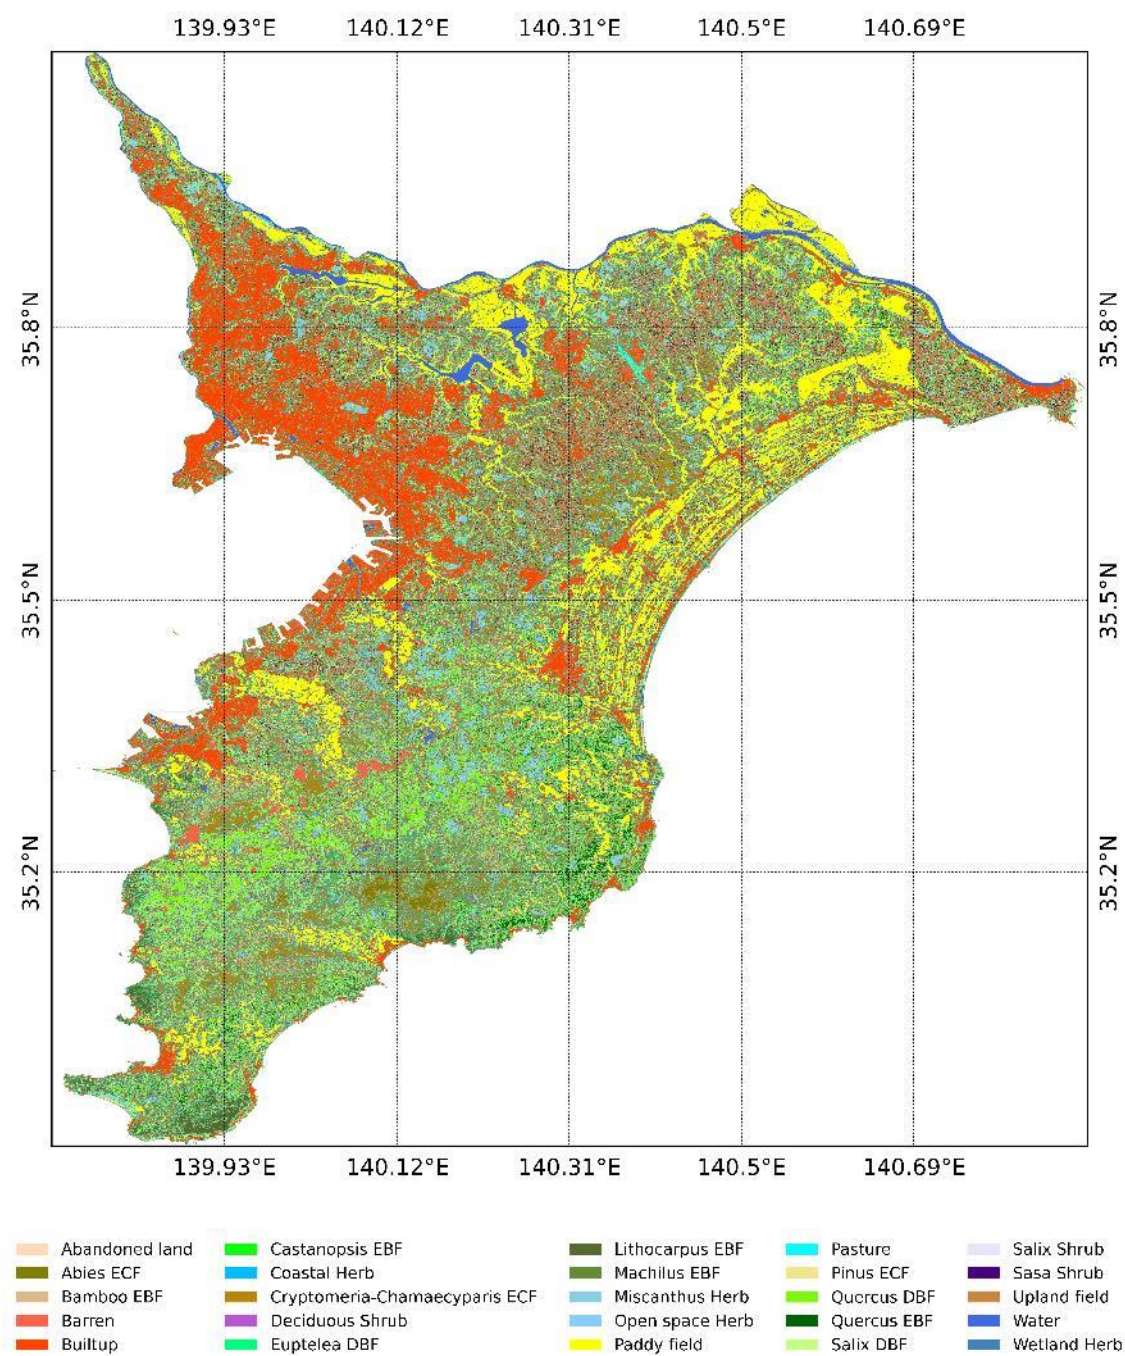 139.93°E 140.12°E 140.31°E 140.5°E 140.69°E
35.8°N 35.8°N
35.5°N 35.5°N
35.2°N 35.2°N
139.93°E 140.12°E 140.31°E 140.5°E 140.69°E
Abandoned land Castanopsis EBF Lithocarpus EBF Pasture Salix Shrub
Abies ECF Coastal Herb Machilus EBF Pinus ECF Sasa Shrub
Bamboo EBF Cryptomeria-Chamaecyparis ECF Miscanthus Herb Quercus DBF Upland field
Barren Deciduous Shrub Open space Herb Quercus EBF Water
Builtup Euptelea DBF Paddy field Salix DBF Wetland Herb